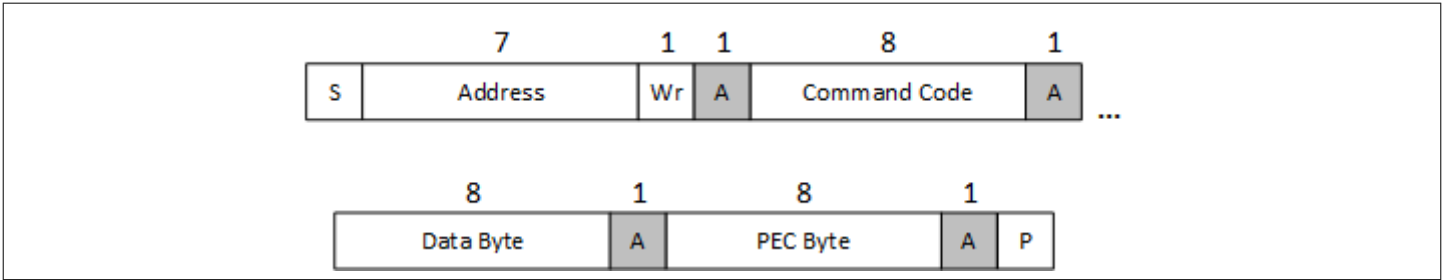 7 1 1 8 1
S Address Wr A Command Code A ...
8 1 8 1
Data Byte A PEC Byte A P